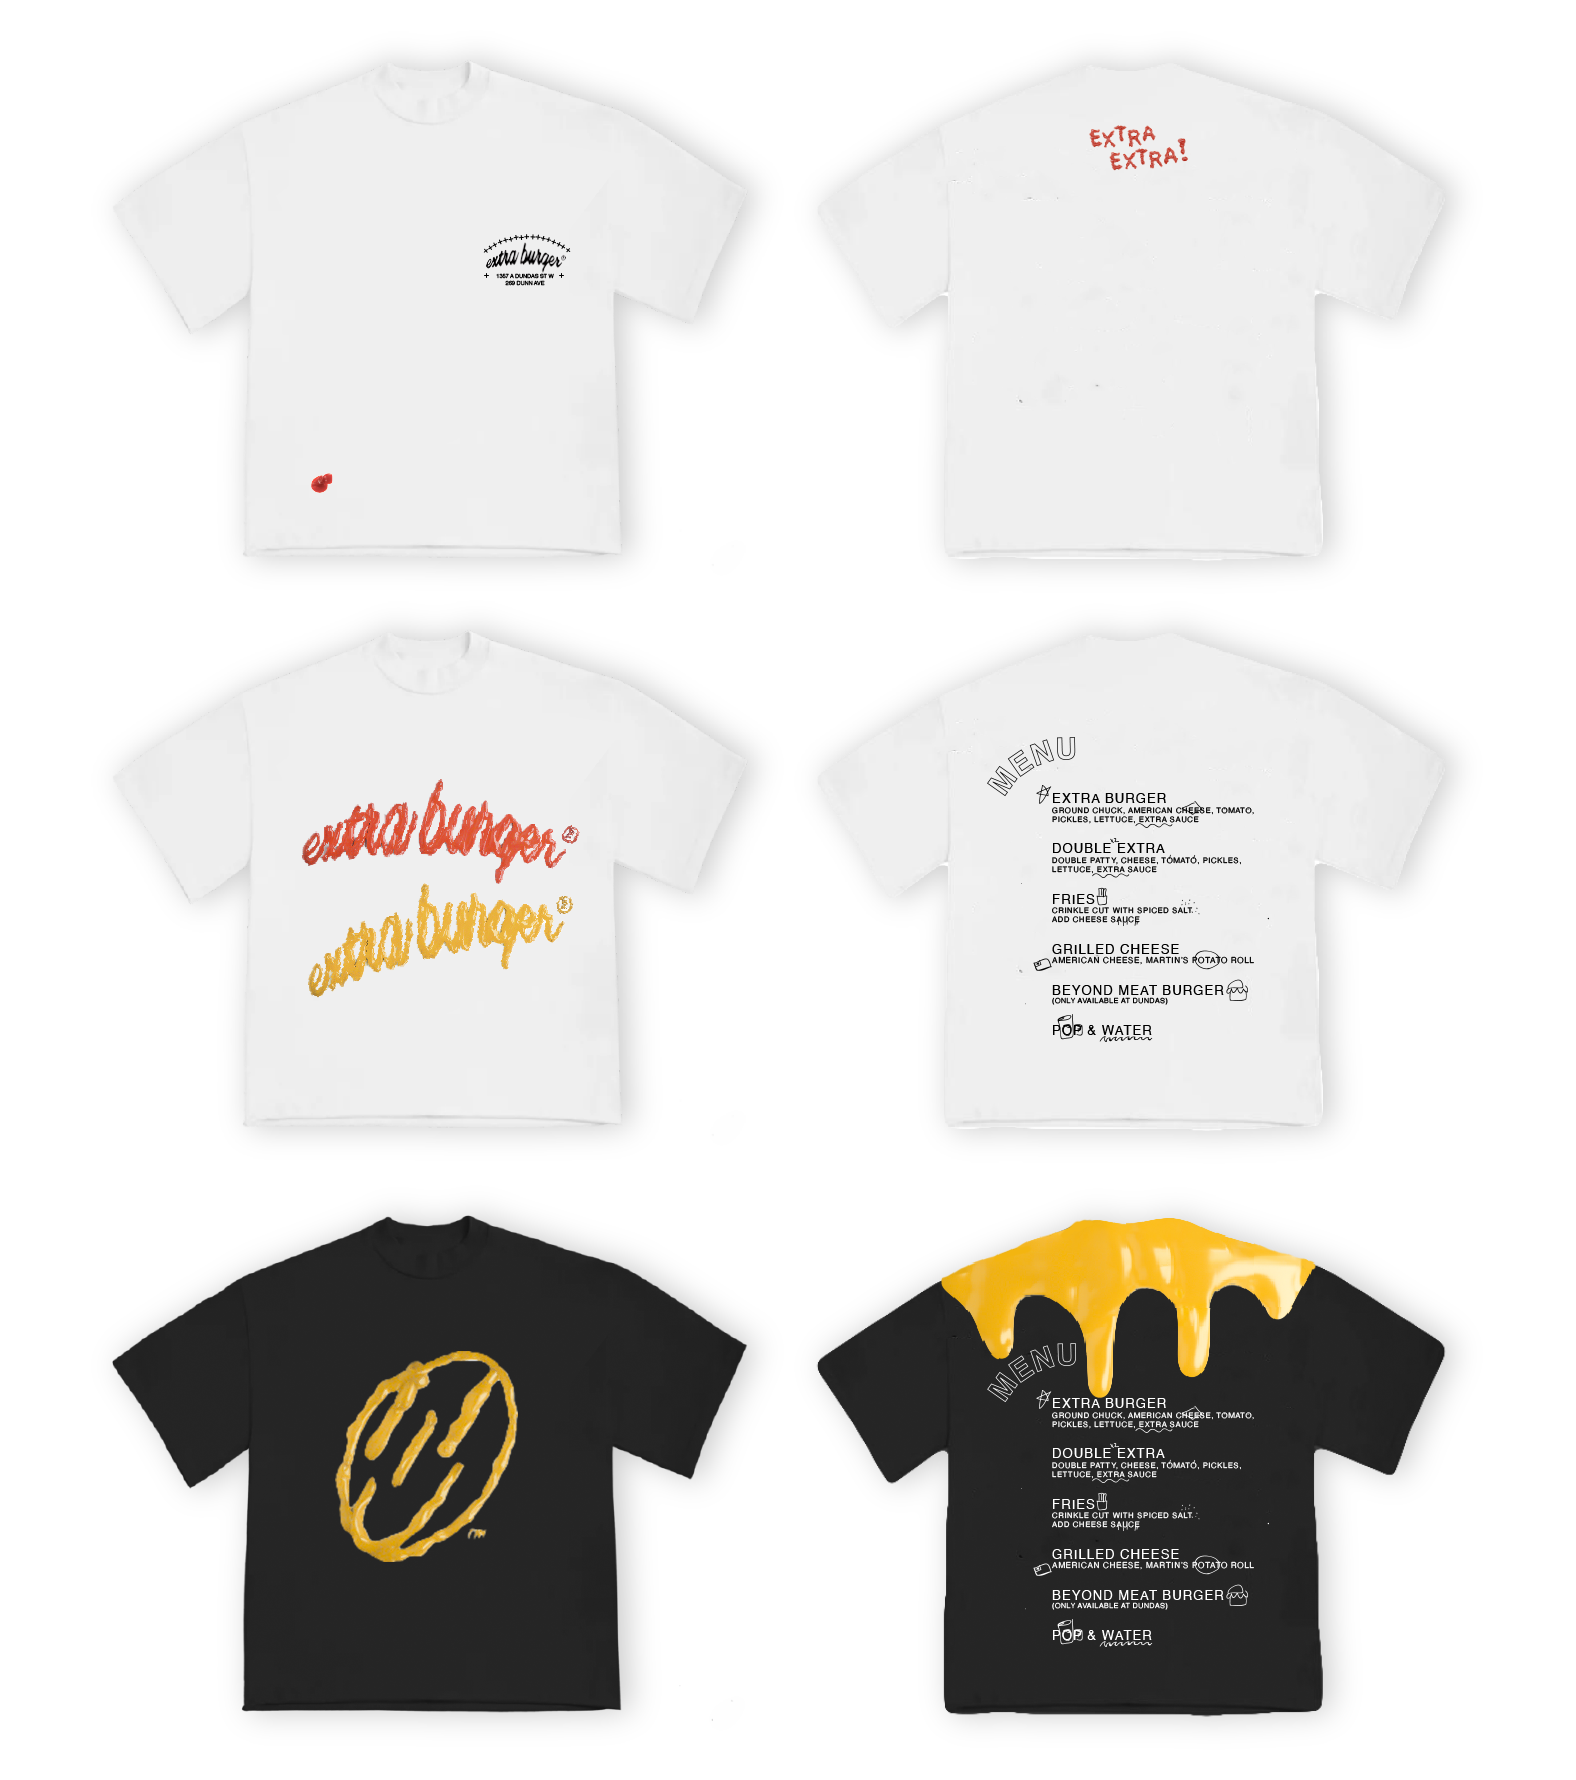 extra burger®
1357 A DUNDAS ST W
269 DUNN AVE
EXTRA
EXTRA!
extra burger®
extra burger®
MENU
EXTRA BURGER
GROUND CHUCK, AMERICAN CHEESE, TOMATO,
PICKLES, LETTUCE, EXTRA SAUCE
DOUBLE x2 EXTRA
DOUBLE PATTY, CHEESE, TÓMATÓ, PICKLES,
LETTUCE, EXTRA SAUCE
FRIES
CRINKLE CUT WITH SPICED SALT.
ADD CHEESE SAUCE
GRILLED CHEESE
AMERICAN CHEESE, MARTIN'S POTATO ROLL
BEYOND MEAT BURGER
(ONLY AVAILABLE AT DUNDAS)
POP & WATER
TM
MENU
EXTRA BURGER
GROUND CHUCK, AMERICAN CHEESE, TOMATO,
PICKLES, LETTUCE, EXTRA SAUCE
DOUBLE x2 EXTRA
DOUBLE PATTY, CHEESE, TÓMATÓ, PICKLES,
LETTUCE, EXTRA SAUCE
FRIES
CRINKLE CUT WITH SPICED SALT.
ADD CHEESE SAUCE
GRILLED CHEESE
AMERICAN CHEESE, MARTIN'S POTATO ROLL
BEYOND MEAT BURGER
(ONLY AVAILABLE AT DUNDAS)
POP & WATER